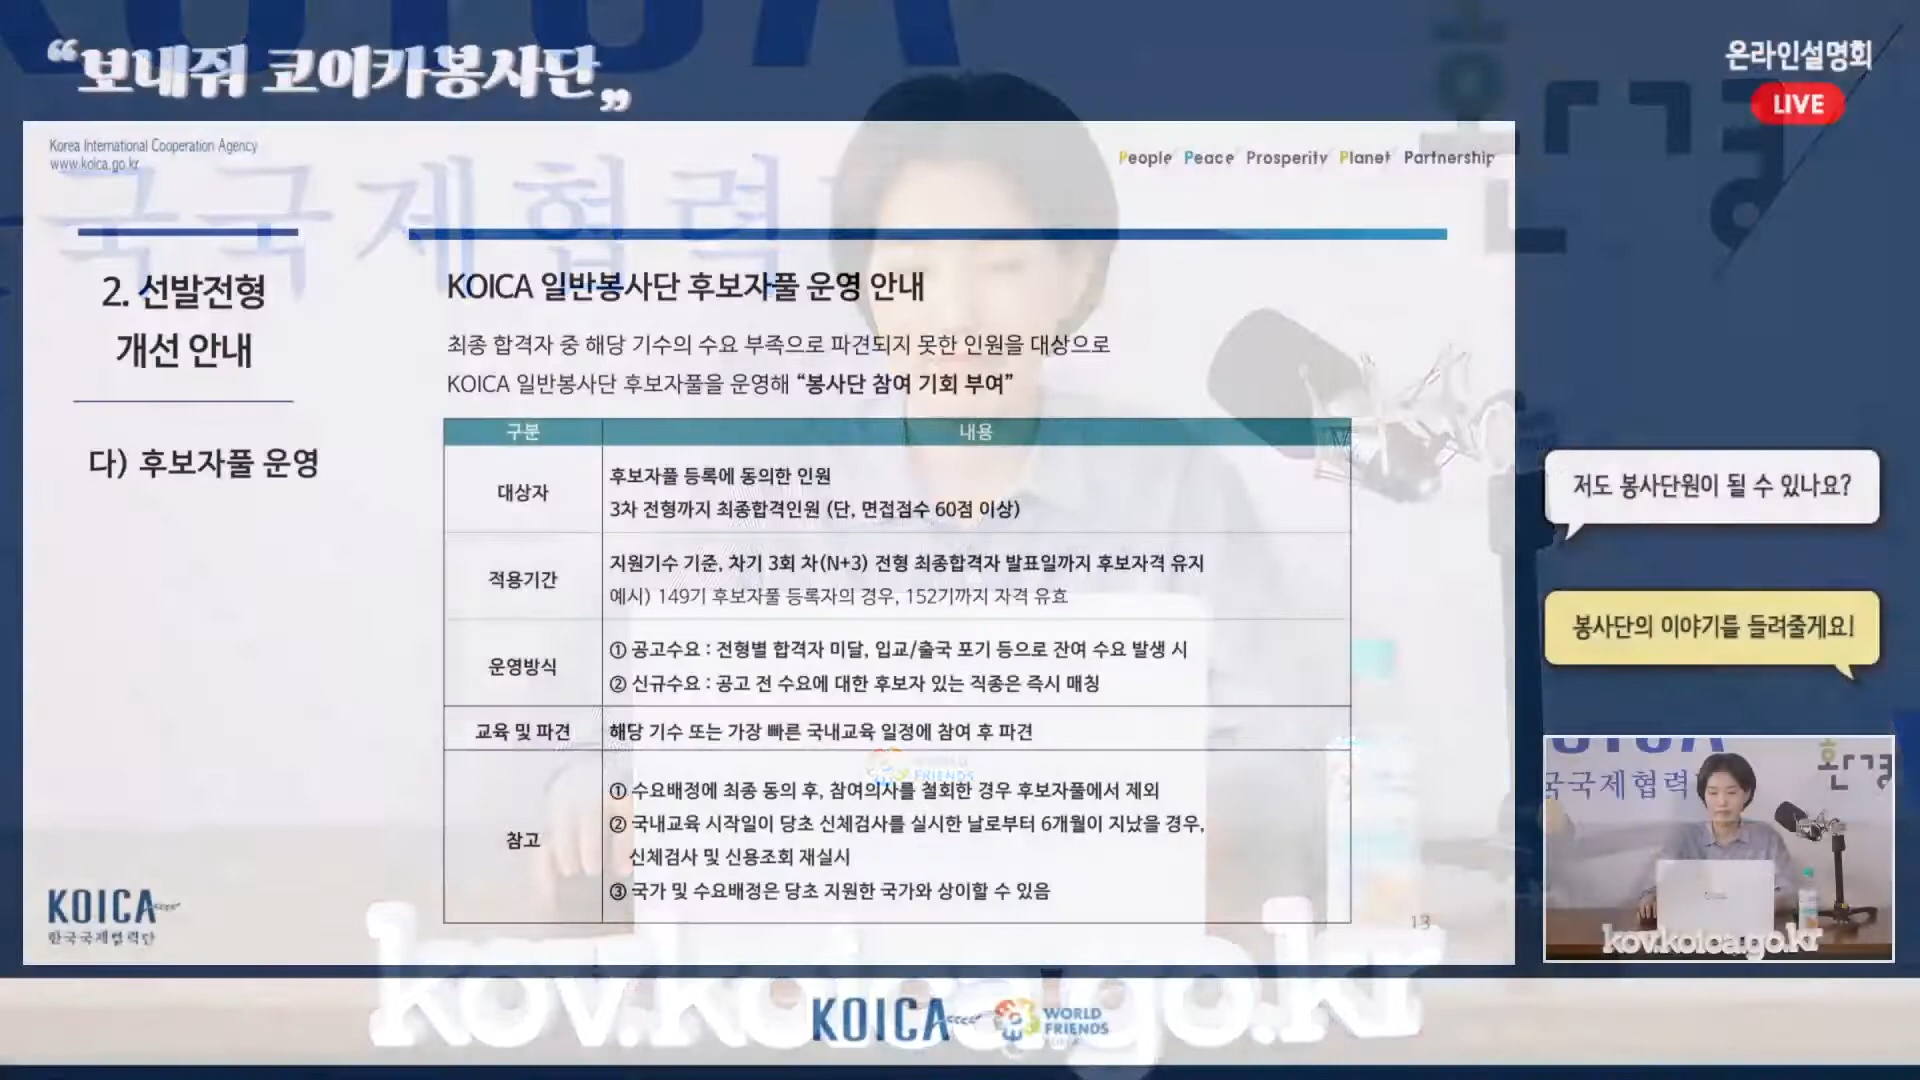 “보내줘 코이카봉사단„
온라인설명회
LIVE
Korea International Cooperation Agency
www.koica.go.kr
People Peace Prosperity Planet Partnership
국국제협력
환경
2. 선발전형
개선 안내
다) 후보자풀 운영
KOICA 일반봉사단 후보자풀 운영 안내
최종 합격자 중 해당 기수의 수요 부족으로 파견되지 못한 인원을 대상으로
KOICA 일반봉사단 후보자풀을 운영해 “봉사단 참여 기회 부여”
구분 내용
대상자
후보자풀 등록에 동의한 인원
3차 전형까지 최종합격인원 (단, 면접점수 60점 이상)
적용기간
지원기수 기준, 차기 3회 차(N+3) 전형 최종합격자 발표일까지 후보자격 유지
예시) 149기 후보자풀 등록자의 경우, 152기까지 자격 유효
운영방식
① 공고수요 : 전형별 합격자 미달, 입교/출국 포기 등으로 잔여 수요 발생 시
② 신규수요 : 공고 전 수요에 대한 후보자 있는 직종은 즉시 매칭
교육 및 파견 해당 기수 또는 가장 빠른 국내교육 일정에 참여 후 파견
FRIENDS
참고
① 수요배정에 최종 동의 후, 참여의사를 철회한 경우 후보자풀에서 제외
② 국내교육 시작일이 당초 신체검사를 실시한 날로부터 6개월이 지났을 경우,
신체검사 및 신용조회 재실시
③ 국가 및 수요배정은 당초 지원한 국가와 상이할 수 있음
13
KOICA
한국국제협력단
저도 봉사단원이 될 수 있나요?
봉사단의 이야기를 들려줄게요!
국국제협력
환경
kov.koica.go.kr
kov.koica.go.kr
KOICA
WORLD
FRIENDS